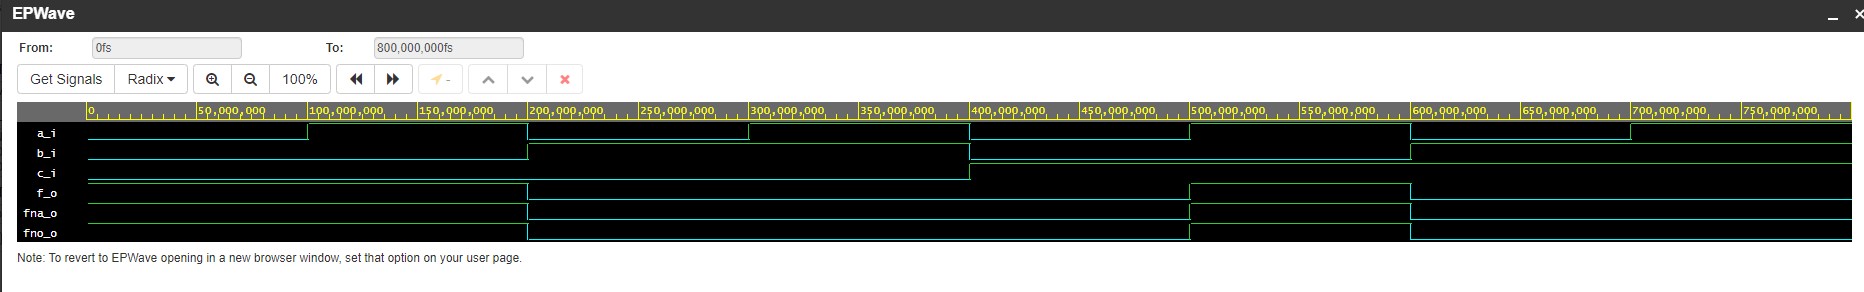 EPWave
From: 0fs To: 800,000,000fs
Get Signals Radix 100% -
0 50,000,000 100,000,000 150,000,000 200,000,000 250,000,000 300,000,000 350,000,000 400,000,000 450,000,000 500,000,000 550,000,000 600,000,000 650,000,000 700,000,000 750,000,000
a_i
b_i
c_i
f_o
fna_o
fno_o
Note: To revert to EPWave opening in a new browser window, set that option on your user page.